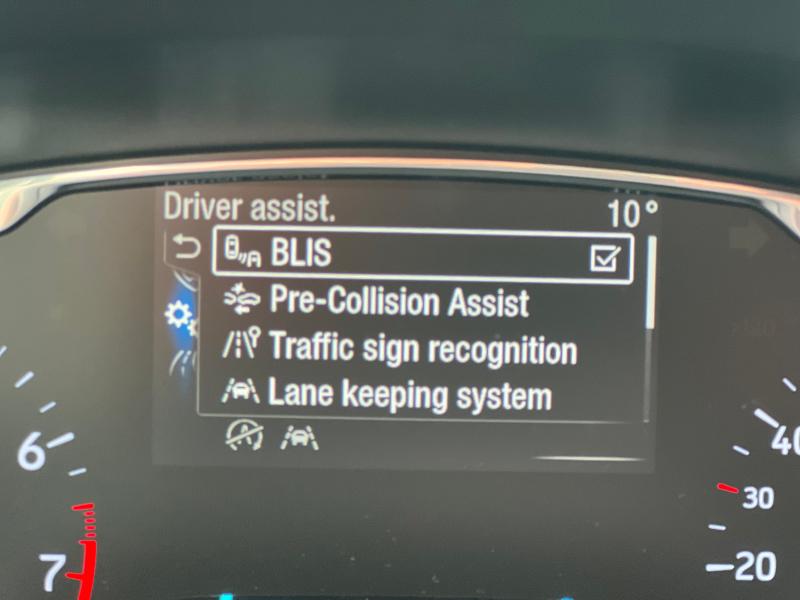 Driver assist.
10°
BLIS
Pre-Collision Assist
Traffic sign recognition
Lane keeping system
6
7
40
30
20